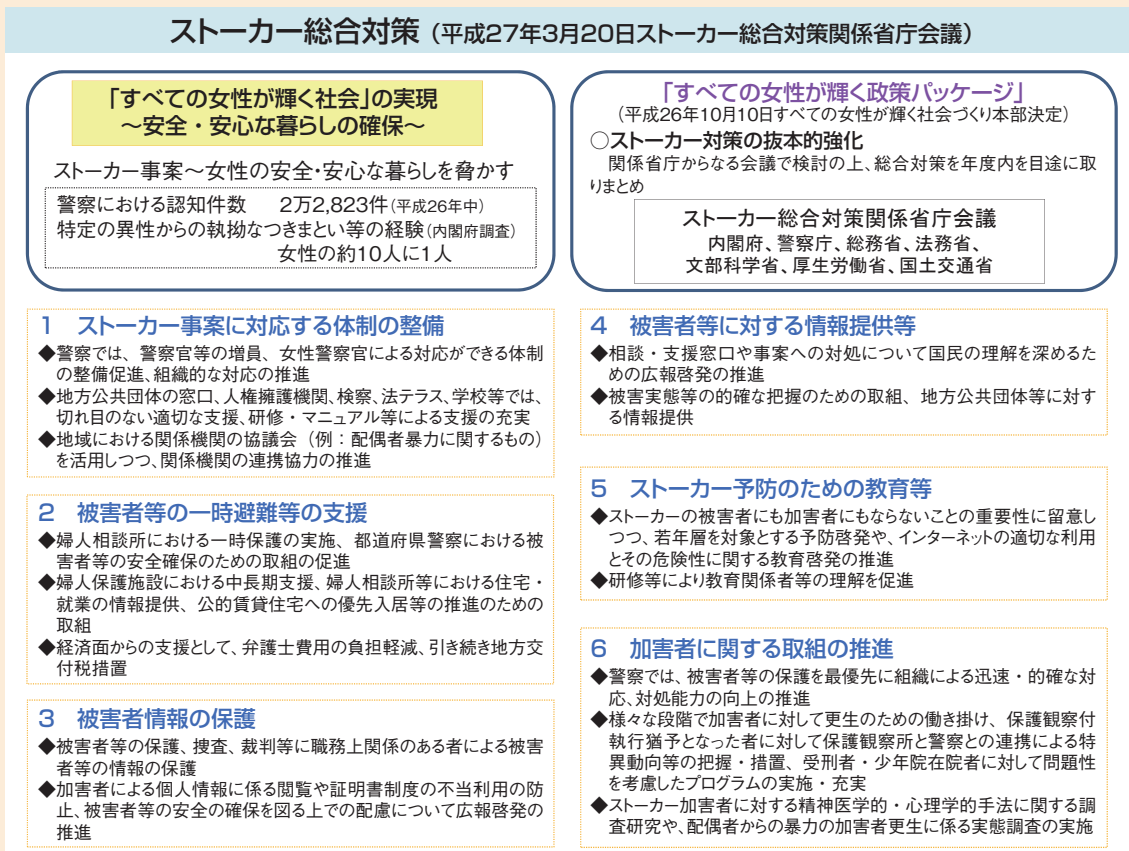 ストーカー総合対策（平成27年3月20日ストーカー総合対策関係省庁会議）
「すべての女性が輝く社会」の実現
～安全・安心な暮らしの確保～
ストーカー事案～女性の安全・安心な暮らしを脅かす
警察における認知件数　2万2,823件（平成26年中）
特定の異性からの執拗なつきまとい等の経験（内閣府調査）
女性の約10人に1人
「すべての女性が輝く政策パッケージ」
（平成26年10月10日すべての女性が輝く社会づくり本部決定）
○ストーカー対策の抜本的強化
関係省庁からなる会議で検討の上、総合対策を年度内を目途に取
りまとめ
ストーカー総合対策関係省庁会議
内閣府、警察庁、総務省、法務省、
文部科学省、厚生労働省、国土交通省
1　ストーカー事案に対応する体制の整備
◆警察では、警察官等の増員、女性警察官による対応ができる体制
の整備促進、組織的な対応の推進
◆地方公共団体の窓口、人権擁護機関、検察、法テラス、学校等では、
切れ目のない適切な支援、研修・マニュアル等による支援の充実
◆地域における関係機関の協議会（例：配偶者暴力に関するもの）
を活用しつつ、関係機関の連携協力の推進
2　被害者等の一時避難等の支援
◆婦人相談所における一時保護の実施、都道府県警察における被
害者等の安全確保のための取組の促進
◆婦人保護施設における中長期支援、婦人相談所等における住宅・
就業の情報提供、公的賃貸住宅への優先入居等の推進のための
取組
◆経済面からの支援として、弁護士費用の負担軽減、引き続き地方交
付税措置
3　被害者情報の保護
◆被害者等の保護、捜査、裁判等に職務上関係のある者による被害
者等の情報の保護
◆加害者による個人情報に係る閲覧や証明書制度の不当利用の防
止、被害者等の安全の確保を図る上での配慮について広報啓発の
推進
4　被害者等に対する情報提供等
◆相談・支援窓口や事案への対処について国民の理解を深めるた
めの広報啓発の推進
◆被害実態等の的確な把握のための取組、地方公共団体等に対す
る情報提供
5　ストーカー予防のための教育等
◆ストーカーの被害者にも加害者にもならないことの重要性に留意し
つつ、若年層を対象とする予防啓発や、インターネットの適切な利用
とその危険性に関する教育啓発の推進
◆研修等により教育関係者等の理解を促進
6　加害者に関する取組の推進
◆警察では、被害者等の保護を最優先に組織による迅速・的確な対
応、対処能力の向上の推進
◆様々な段階で加害者に対して更生のための働き掛け、保護観察付
執行猶予となった者に対して保護観察所と警察との連携による特
異動向等の把握・措置、受刑者・少年院在院者に対して問題性
を考慮したプログラムの実施・充実
◆ストーカー加害者に対する精神医学的・心理学的手法に関する調
査研究や、配偶者からの暴力の加害者更生に係る実態調査の実施